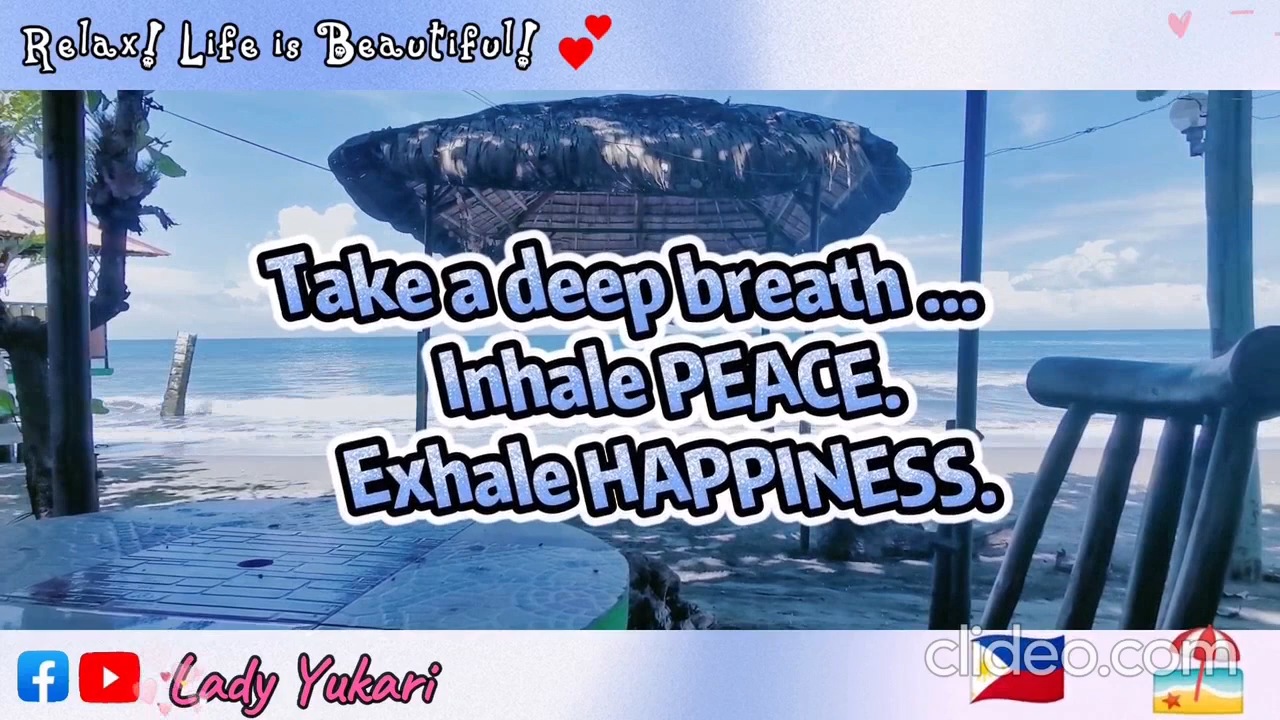 Relax! Life is Beautiful!
Take a deep breath ...
Inhale PEACE.
Exhale HAPPINESS.
Lady Yukari
clideo.com